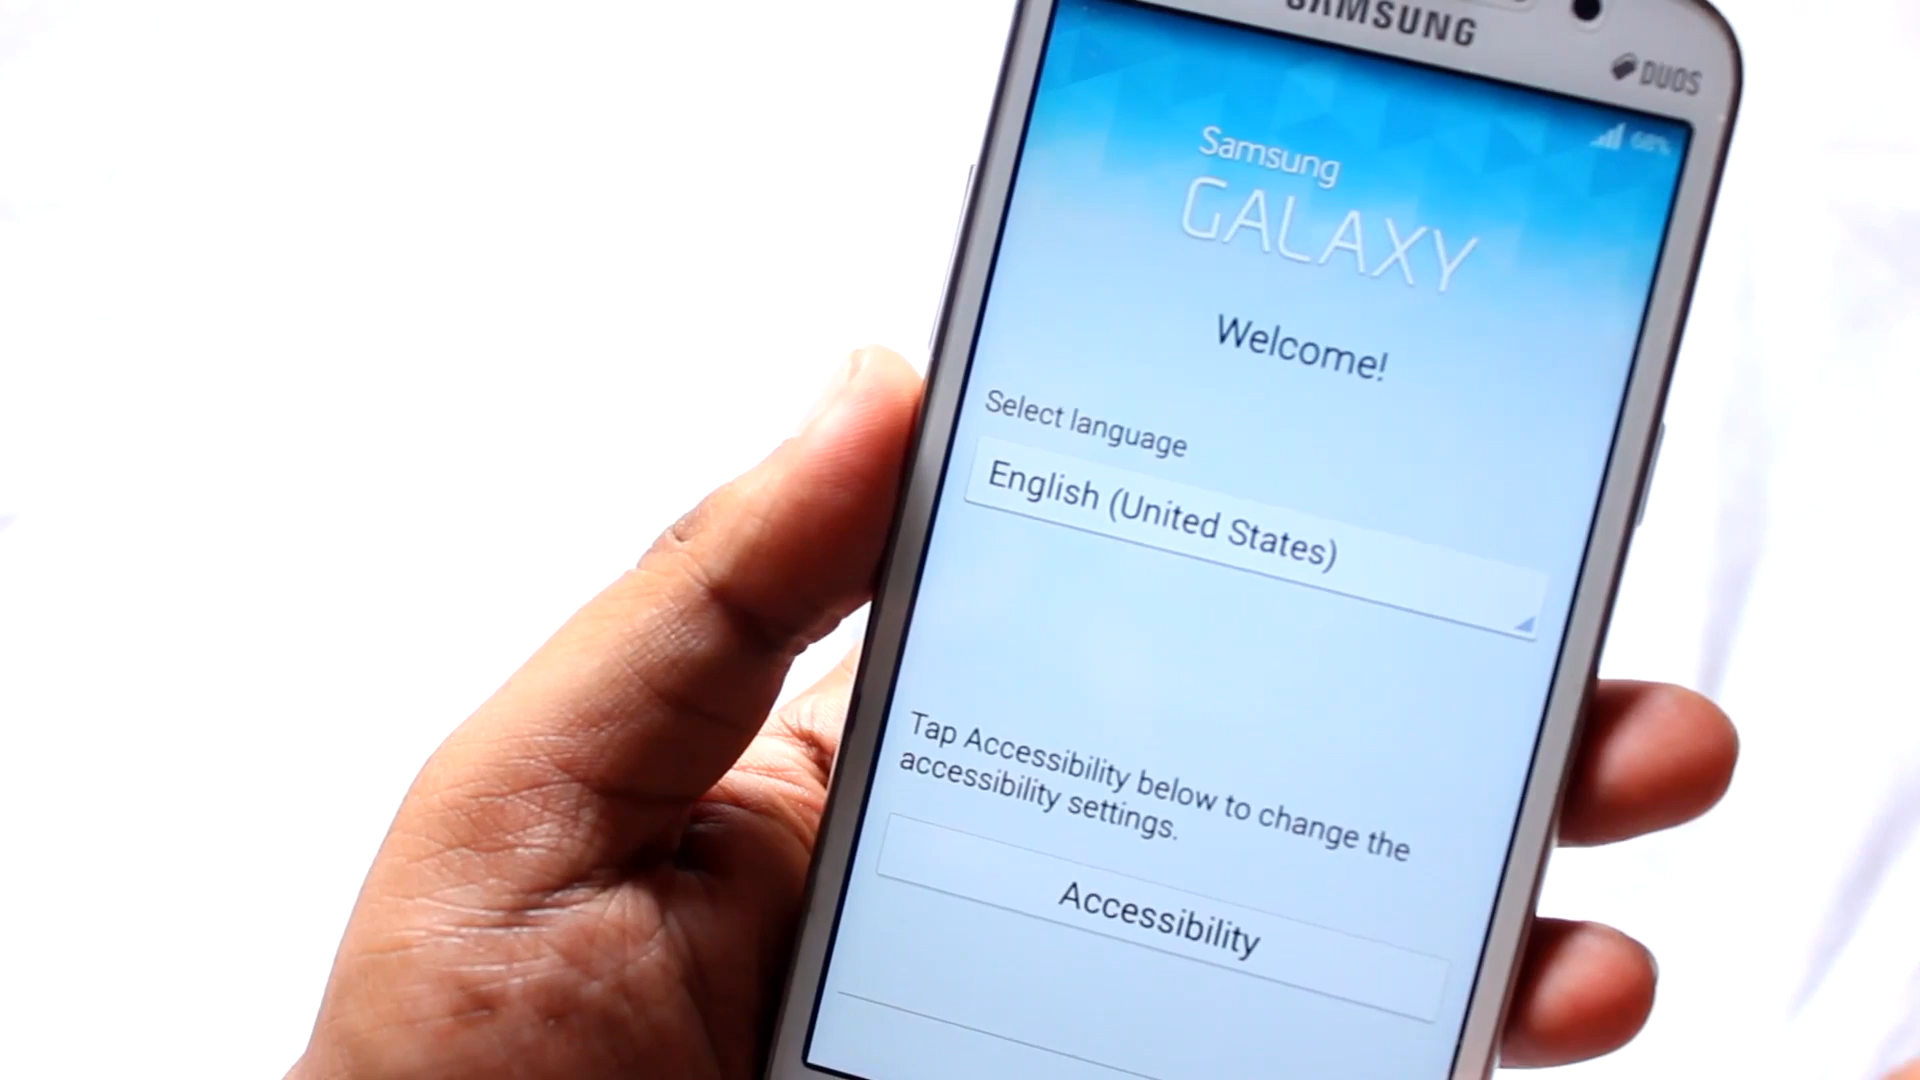 SAMSUNG
DUOS
68%
Samsung
GALAXY
Welcome!
Select language
English (United States)
Tap Accessibility below to change the
accessibility settings.
Accessibility